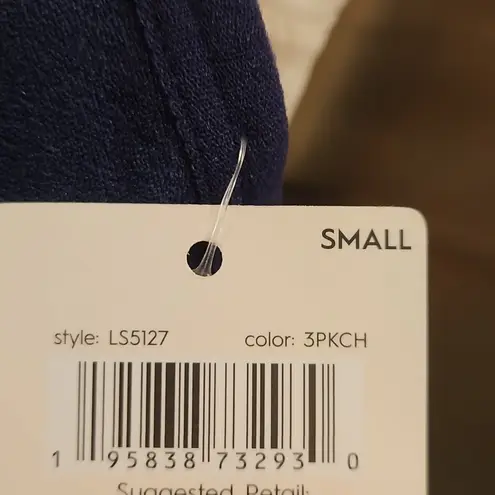 SMALL
style: LS5127 color: 3PKCH
1 95838 73293 0
Suggested Retail: